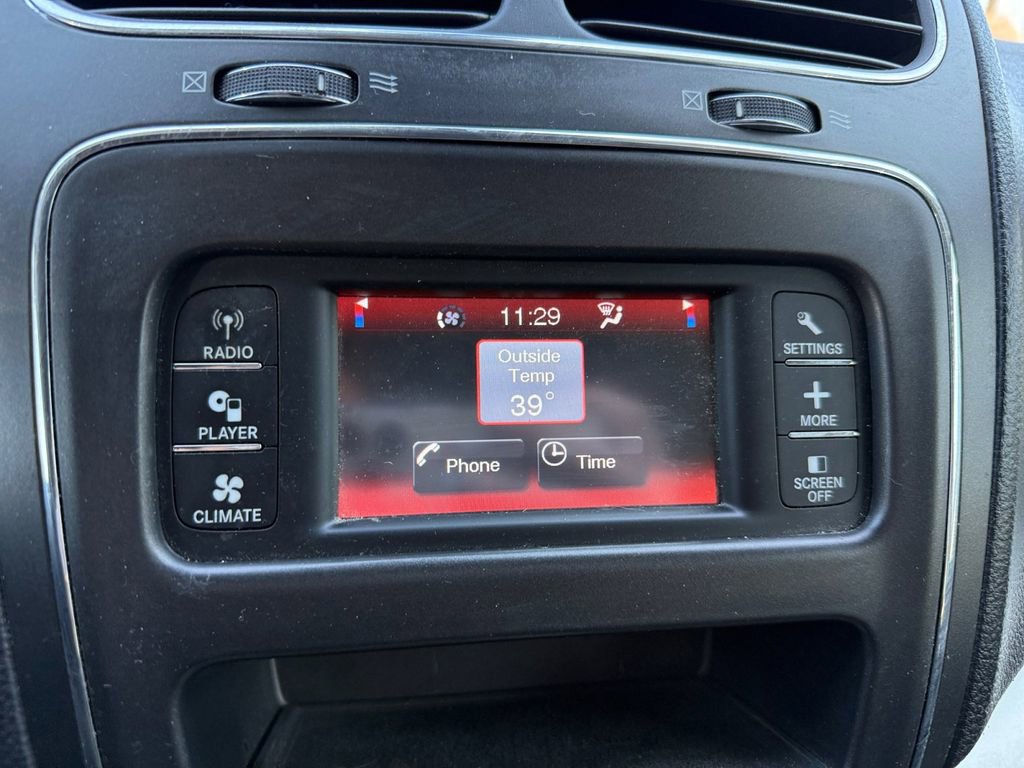 RADIO
PLAYER
CLIMATE
11:29
Outside
Temp
39°
Phone
Time
SETTINGS
MORE
SCREEN
OFF